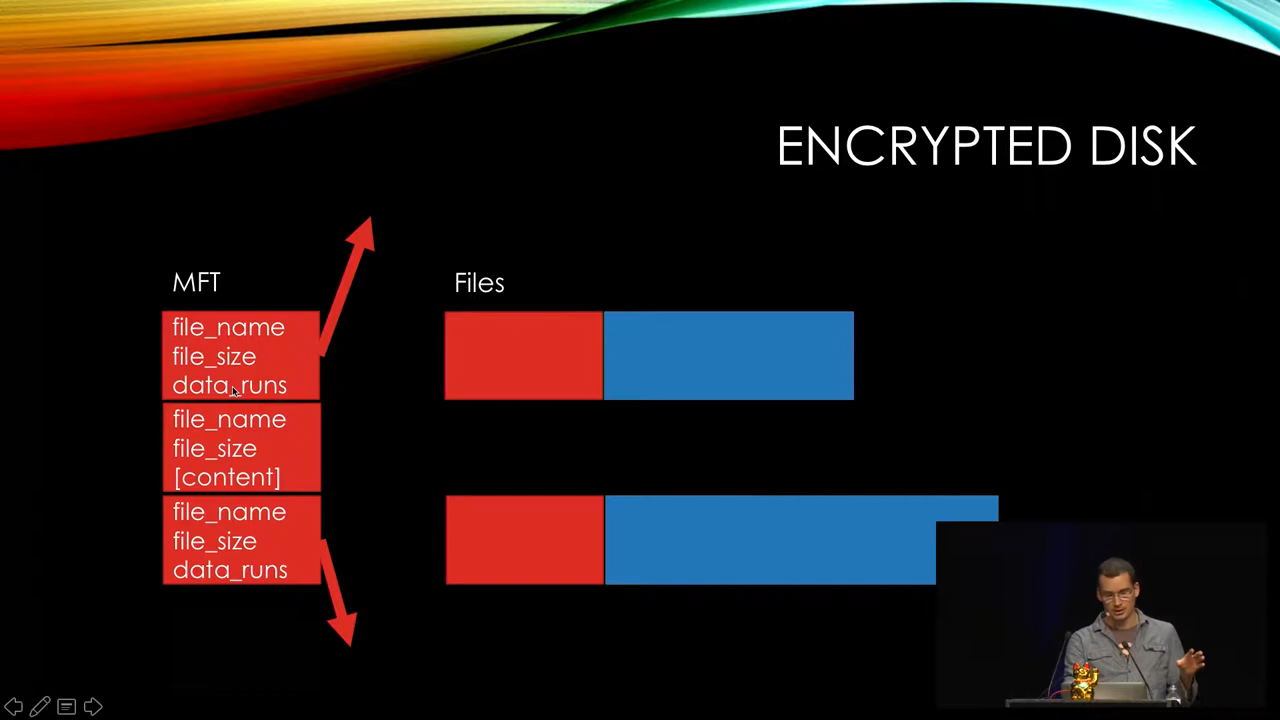 ENCRYPTED DISK
MFT
Files
file_name
file_size
data_runs
file_name
file_size
[content]
file_name
file_size
data_runs